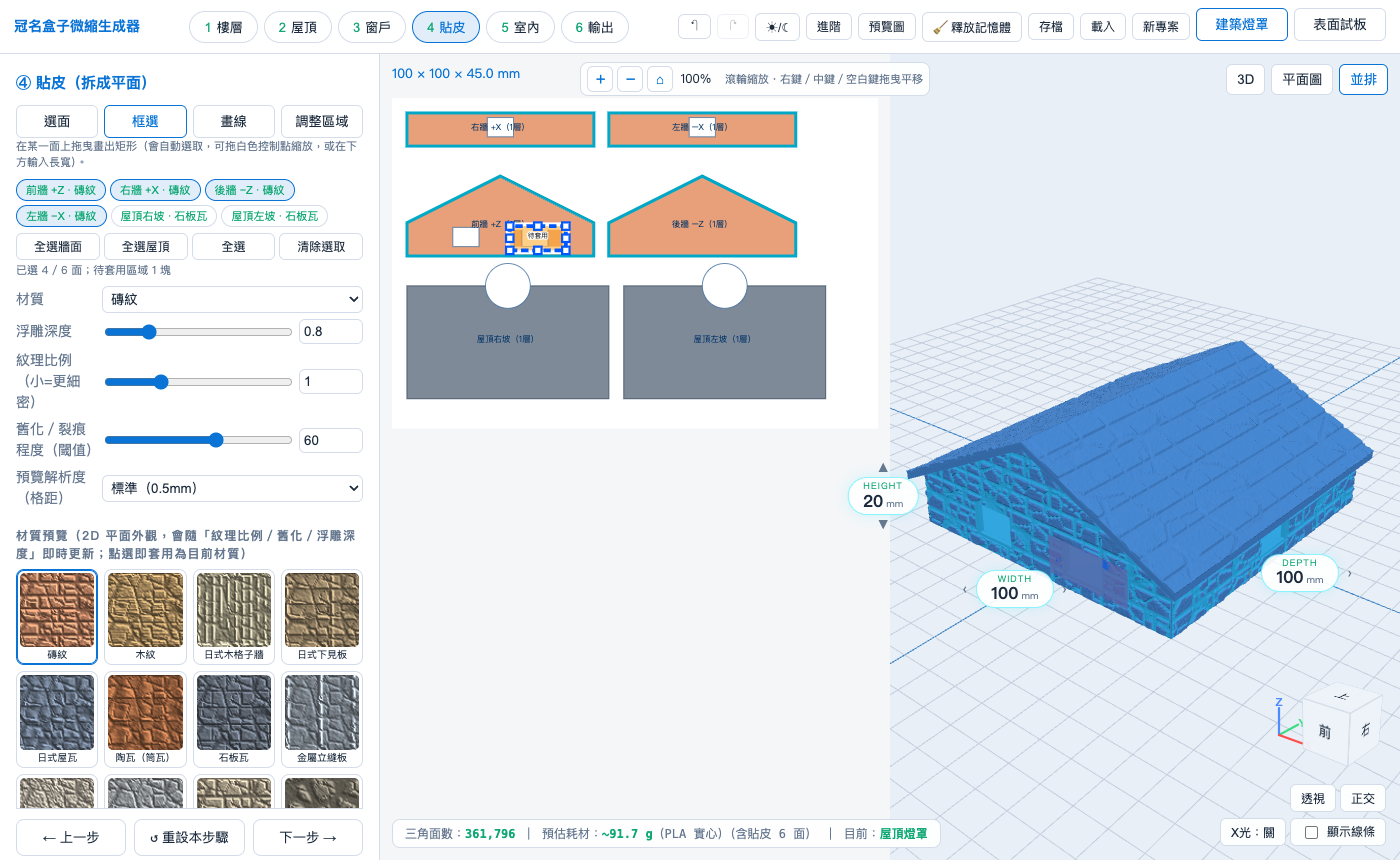 冠名盒子微縮生成器
1 樓層
2 屋頂
3 窗戶
4 貼皮
5 室內
6 輸出
↰
↱
☀/☾
進階
預覽圖
🧹 釋放記憶體
存檔
載入
新專案
建築燈罩
表面試板
④ 貼皮（拆成平面）
選面
框選
畫線
調整區域
在某一面上拖曳畫出矩形（會自動選取，可拖白色控制點縮放，或在下
方輸入長寬）。
前牆 +Z · 磚紋
右牆 +X · 磚紋
後牆 −Z · 磚紋
左牆 −X · 磚紋
屋頂右坡 · 石板瓦
屋頂左坡 · 石板瓦
全選牆面
全選屋頂
全選
清除選取
已選 4 / 6 面；待套用區域 1 塊
材質
磚紋
浮雕深度
0.8
紋理比例
（小=更細
密）
1
舊化 / 裂痕
程度（閾值）
60
預覽解析度
（格距）
標準（0.5mm）
材質預覽（2D 平面外觀，會隨「紋理比例 / 舊化 / 浮雕深
度」即時更新；點選即套用為目前材質）
磚紋
木紋
日式木格子牆
日式下見板
日式屋瓦
陶瓦（筒瓦）
石板瓦
金屬立縫板
← 上一步
↺ 重設本步驟
下一步 →
100 × 100 × 45.0 mm
+
−
⌂
100%
滾輪縮放 · 右鍵 / 中鍵 / 空白鍵拖曳平移
3D
平面圖
並排
右牆 +X（1層）
左牆 −X（1層）
前牆 +Z
待套用
後牆 −Z（1層）
屋頂右坡（1層）
屋頂左坡（1層）
HEIGHT
20 mm
WIDTH
100 mm
DEPTH
100 mm
Z
Y
上
前
右
透視
正交
X光：關
顯示線條
三角面數：361,796 | 預估耗材：~91.7 g (PLA 實心)（含貼皮 6 面） | 目前：屋頂燈罩